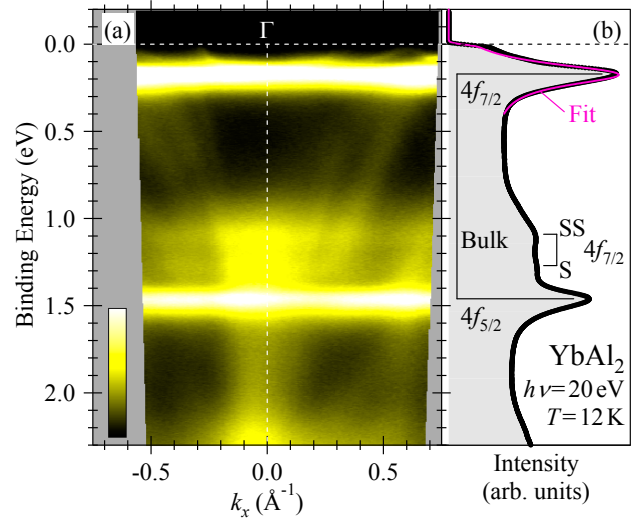 (a)
Γ
(b)
0.0
0.5
1.0
1.5
2.0
Binding Energy (eV)
-0.5
0.0
0.5
kx (Å-1)
4f7/2
Fit
Bulk
SS
S
4f7/2
4f5/2
YbAl2
hν=20 eV
T=12 K
Intensity
(arb. units)